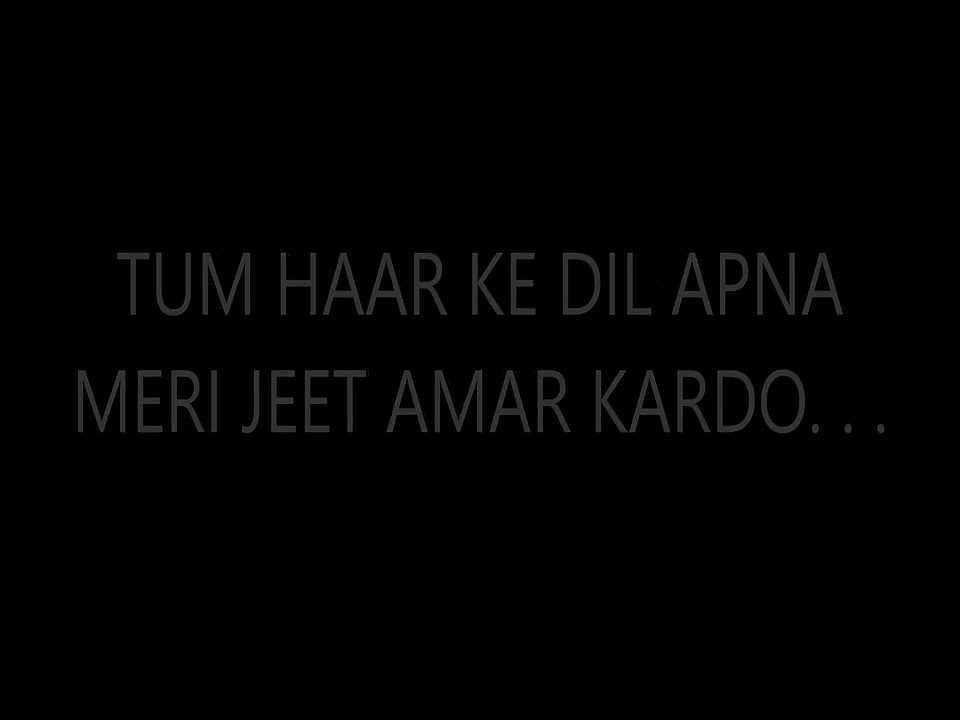 TUM HAAR KE DIL APNA
MERI JEET AMAR KARDO. . .